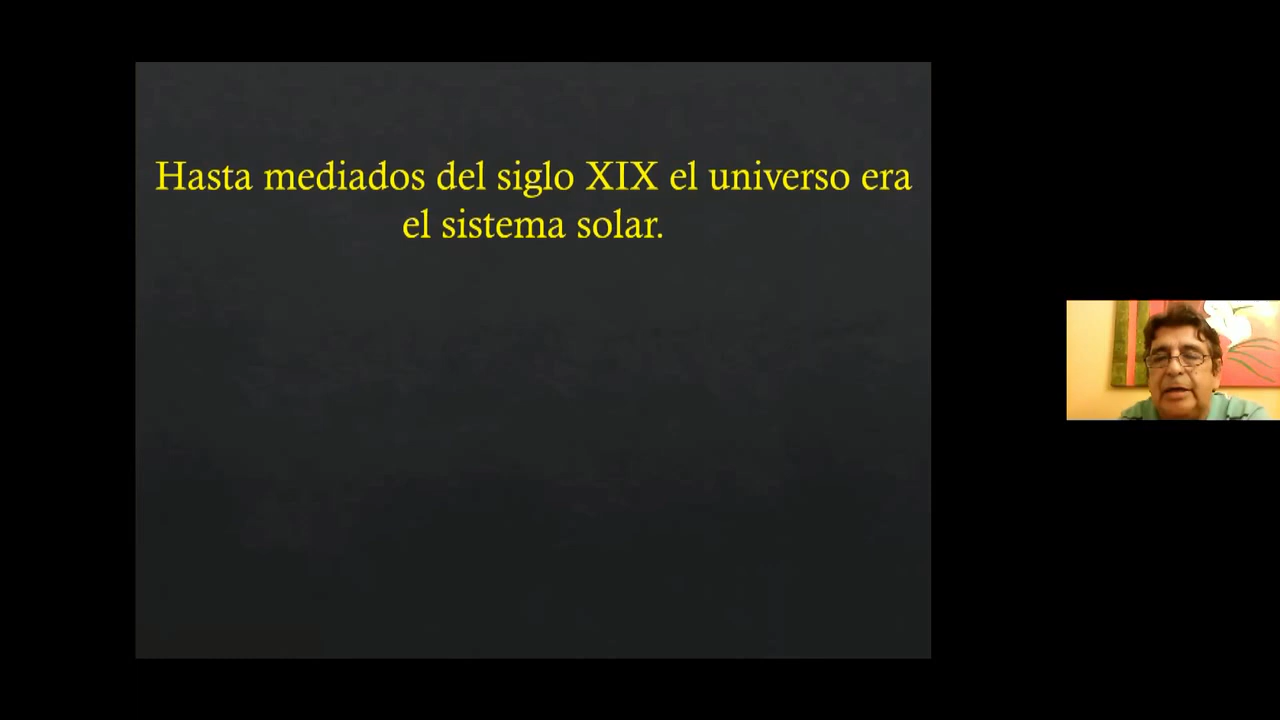 Hasta mediados del siglo XIX el universo era
el sistema solar.